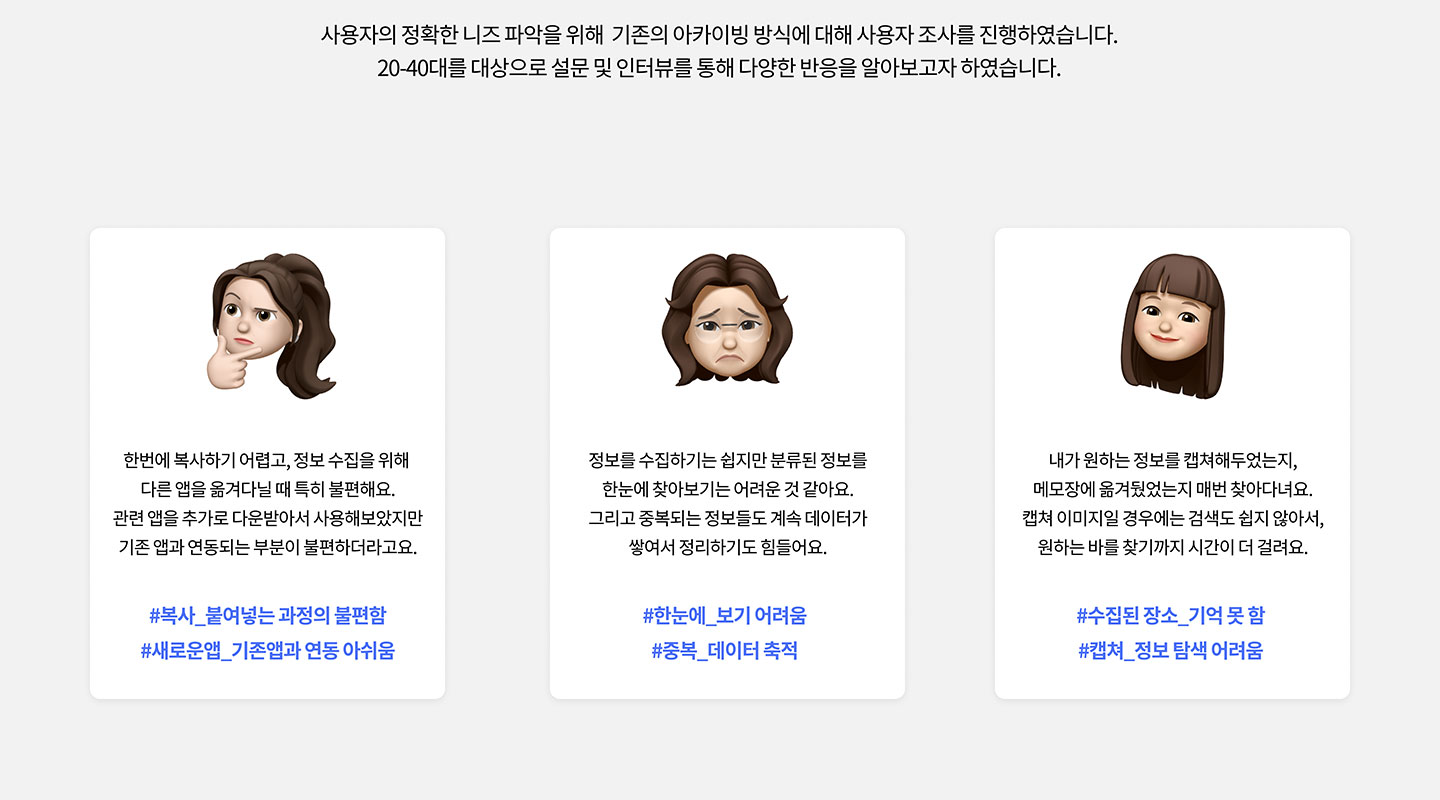 사용자의 정확한 니즈 파악을 위해 기존의 아카이빙 방식에 대해 사용자 조사를 진행하였습니다.
20-40대를 대상으로 설문 및 인터뷰를 통해 다양한 반응을 알아보고자 하였습니다.
한번에 복사하기 어렵고, 정보 수집을 위해
다른 앱을 옮겨다닐 때 특히 불편해요.
관련 앱을 추가로 다운받아서 사용해보았지만
기존 앱과 연동되는 부분이 불편하더라고요.
#복사_붙여넣는 과정의 불편함
#새로운앱_기존앱과 연동 아쉬움
정보를 수집하기는 쉽지만 분류된 정보를
한눈에 찾아보기는 어려운 것 같아요.
그리고 중복되는 정보들도 계속 데이터가
쌓여서 정리하기도 힘들어요.
#한눈에_보기 어려움
#중복_데이터 축적
내가 원하는 정보를 캡쳐해두었는지,
메모장에 옮겨뒀었는지 매번 찾아다녀요.
캡쳐 이미지일 경우에는 검색도 쉽지 않아서,
원하는 바를 찾기까지 시간이 더 걸려요.
#수집된 장소_기억 못 함
#캡쳐_정보 탐색 어려움